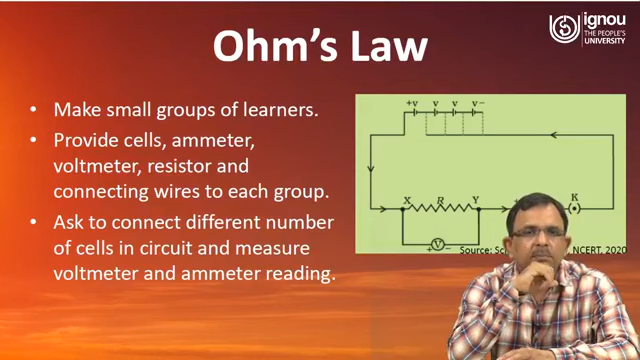 ignou
THE PEOPLE'S
UNIVERSITY
Ohm's Law
• Make small groups of learners.
• Provide cells, ammeter,
voltmeter, resistor and
connecting wires to each group.
• Ask to connect different number
of cells in circuit and measure
voltmeter and ammeter reading.
+v v v v−
X R Y + K
+ V −
Source: Sc NCERT, 2020